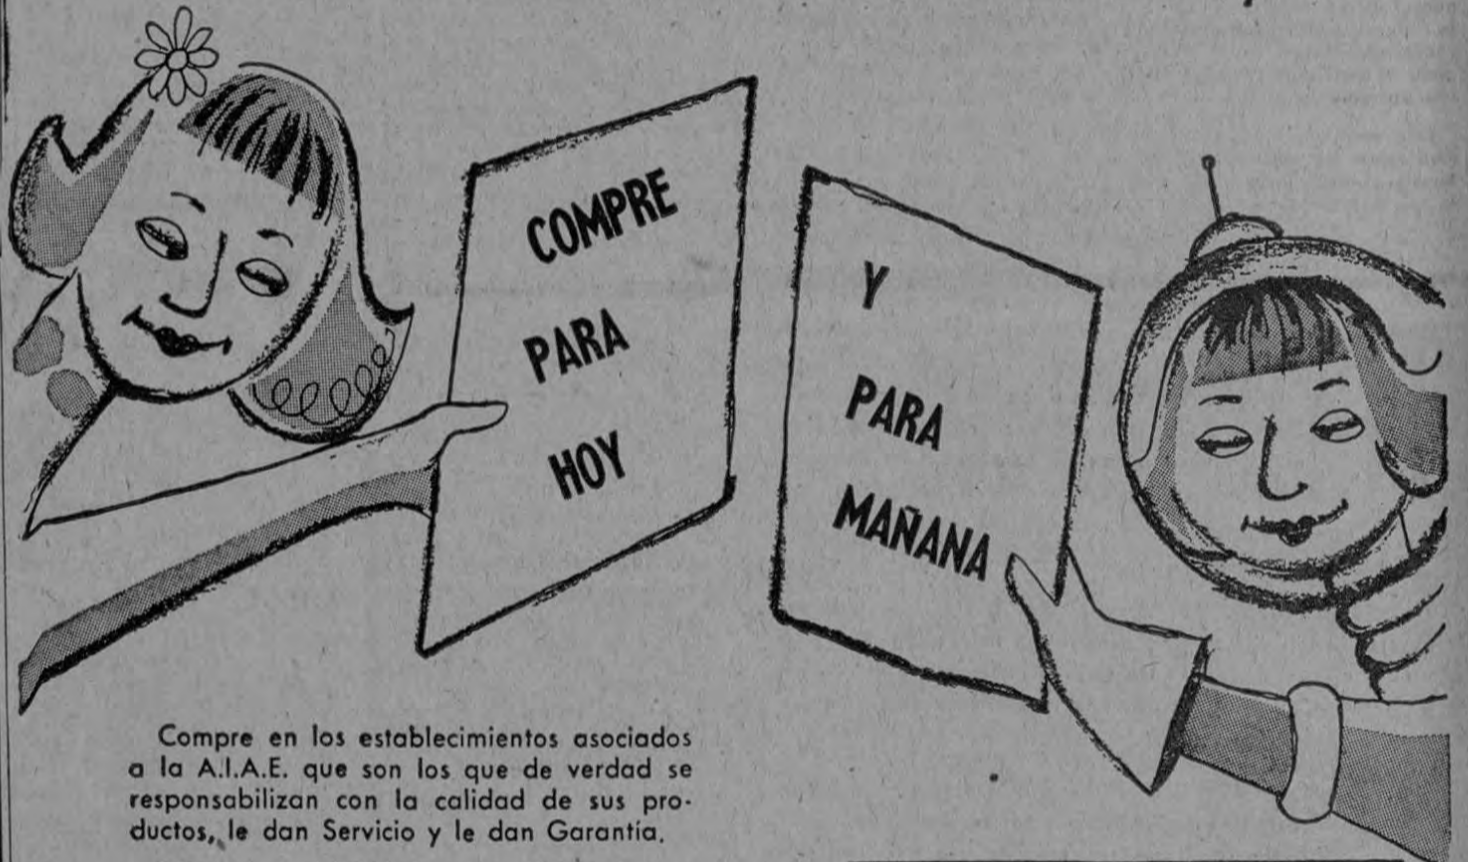 COMPRE
PARA
HOY
Y
PARA
MAÑANA
Compre en los establecimientos asociados
a la A.I.A.E. que son los que de verdad se
responsabilizan con la calidad de sus pro-
ductos, le dan Servicio y le dan Garantía.